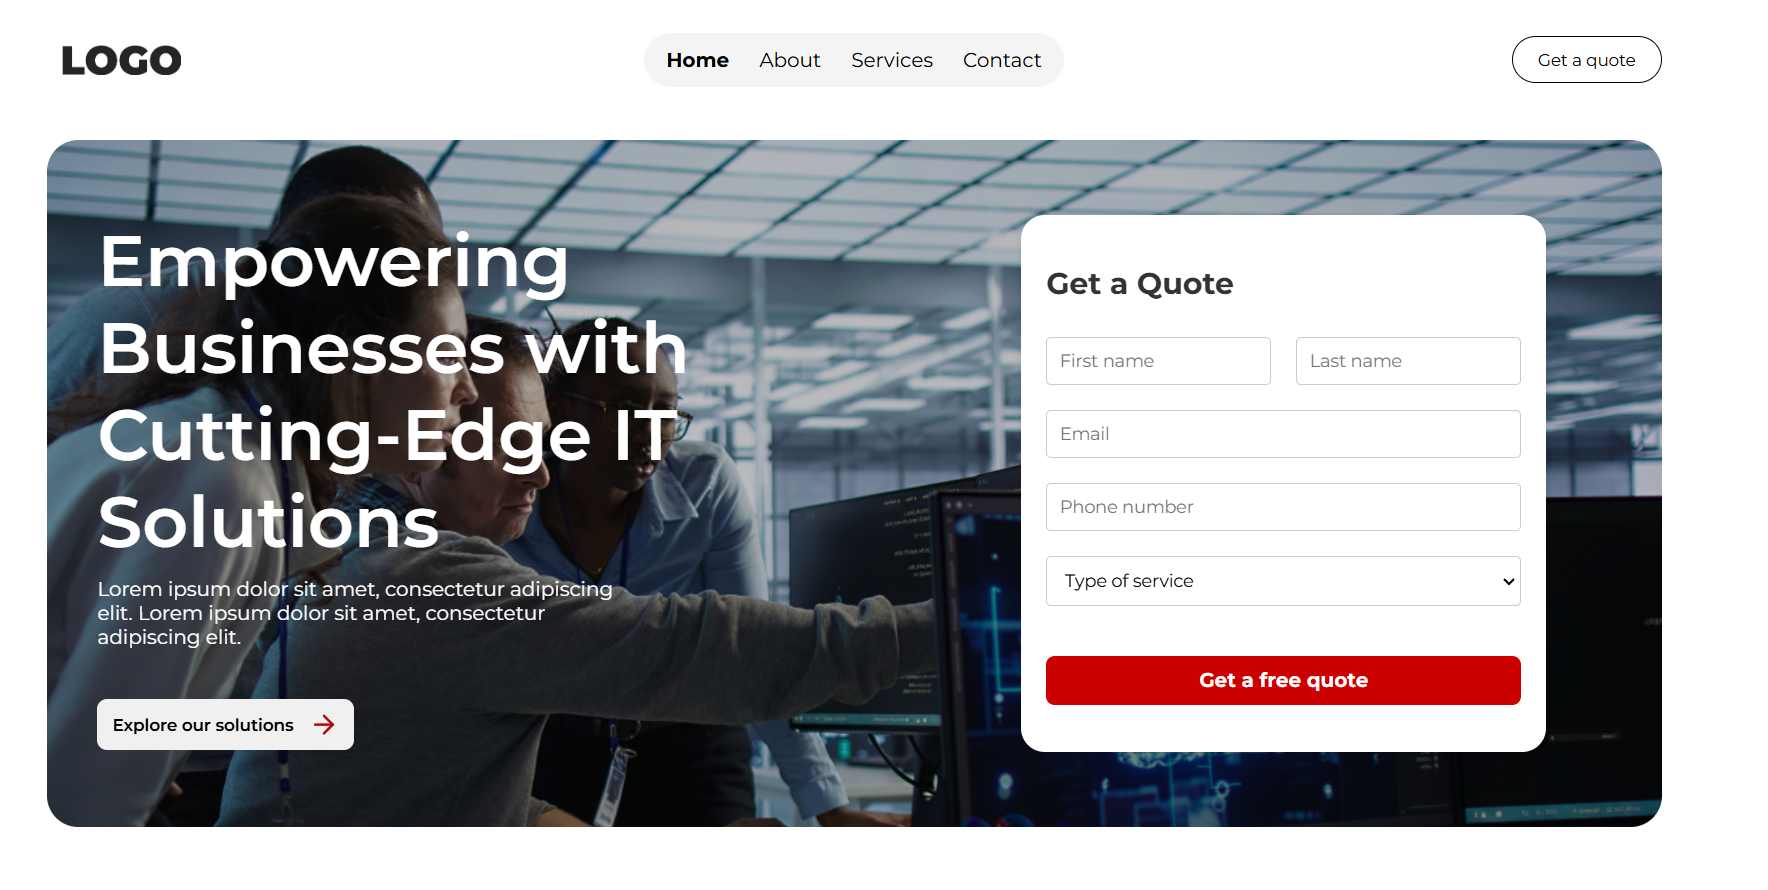 LOGO
Home About Services Contact
Get a quote
Empowering
Businesses with
Cutting-Edge IT
Solutions
Lorem ipsum dolor sit amet, consectetur adipiscing
elit. Lorem ipsum dolor sit amet, consectetur
adipiscing elit.
Explore our solutions
Get a Quote
First name
Last name
Email
Phone number
Type of service
Get a free quote